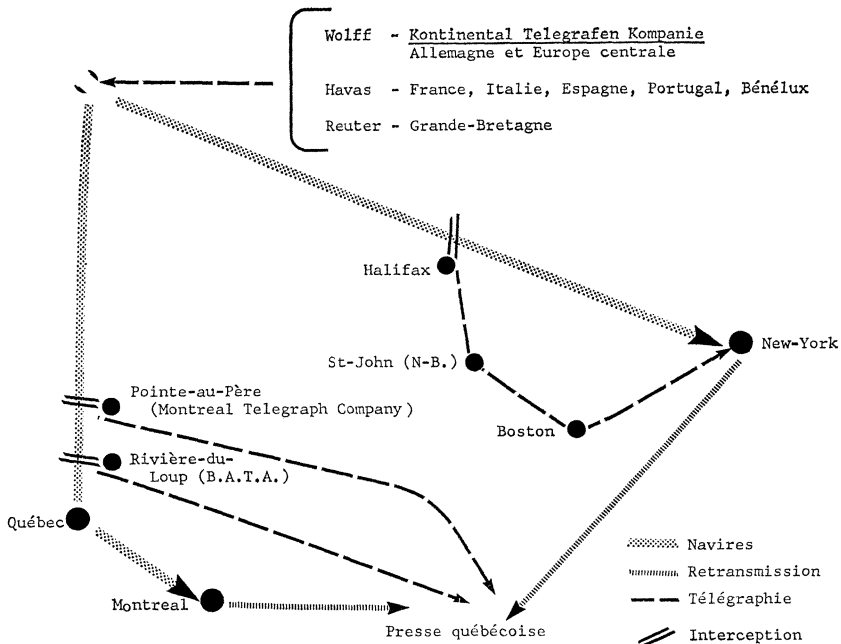 Wolff - Kontinental Telegrafen Kompanie
Allemagne et Europe centrale
Havas - France, Italie, Espagne, Portugal, Bénélux
Reuter - Grande-Bretagne
Halifax
New-York
St-John (N-B.)
Pointe-au-Père
(Montreal Telegraph Company)
Boston
Rivière-du-
Loup (B.A.T.A.)
Québec
Navires
Retransmission
Montreal
Télégraphie
Presse québécoise
Interception